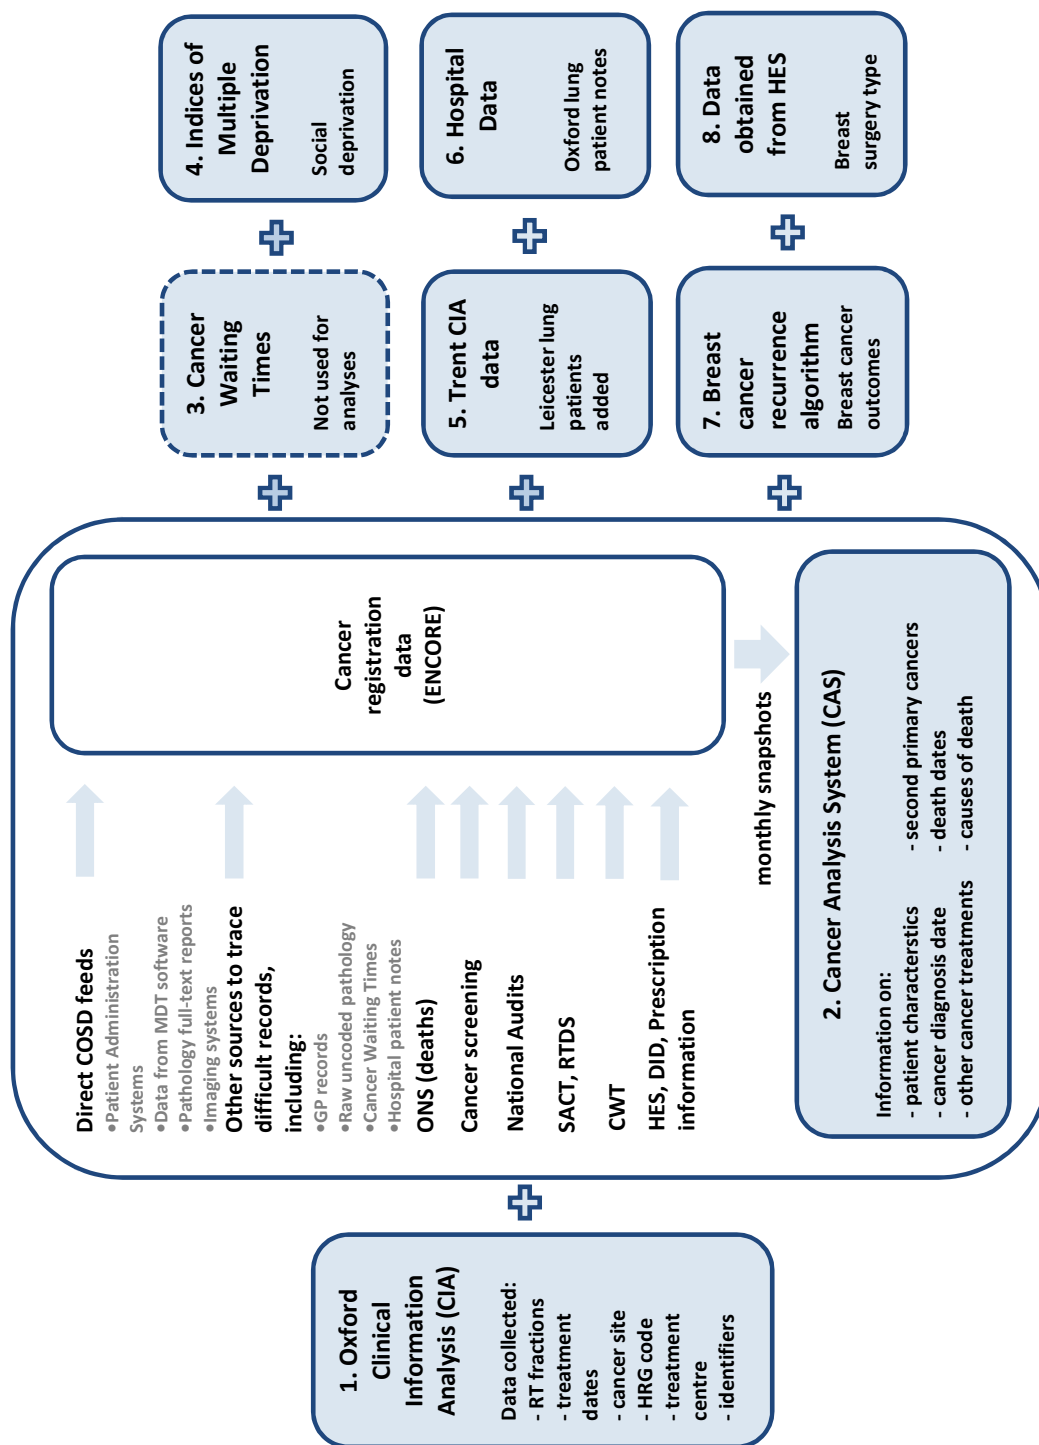 1. Oxford
Clinical
Information
Analysis (CIA)
Data collected:
- RT fractions
- treatment
dates
- cancer site
- HRG code
- treatment
centre
- identifiers
Direct COSD feeds
•Patient Administration
Systems
•Data from MDT software
•Pathology full-text reports
•Imaging systems
Other sources to trace
difficult records,
including:
•GP records
•Raw uncoded pathology
•Cancer Waiting Times
•Hospital patient notes
ONS (deaths)
Cancer screening
National Audits
SACT, RTDS
CWT
HES, DID, Prescription
information
Cancer
registration
data
(ENCORE)
monthly snapshots
2. Cancer Analysis System (CAS)
Information on:
- patient characterstics
- cancer diagnosis date
- other cancer treatments
- second primary cancers
- death dates
- causes of death
3. Cancer
Waiting
Times
Not used for
analyses
4. Indices of
Multiple
Deprivation
Social
deprivation
5. Trent CIA
data
Leicester lung
patients
added
6. Hospital
Data
Oxford lung
patient notes
7. Breast
cancer
recurrence
algorithm
Breast cancer
outcomes
8. Data
obtained
from HES
Breast
surgery type